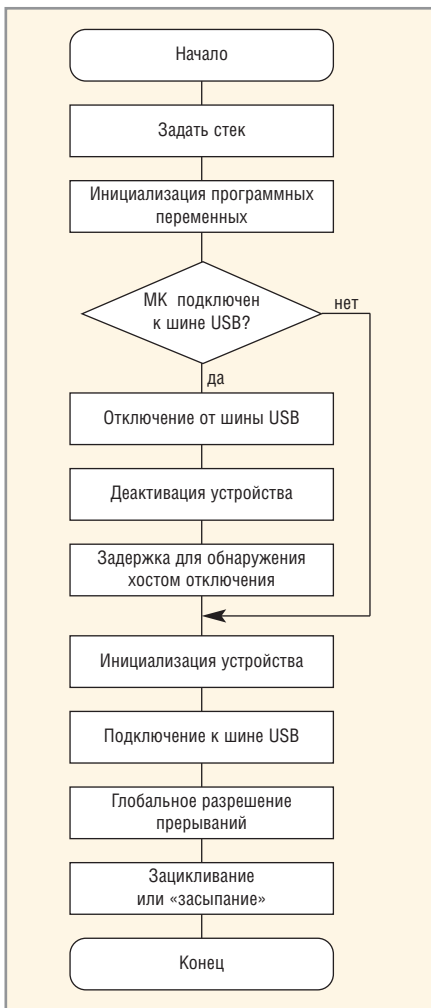 Начало
Задать стек
Инициализация программных
переменных
МК подключен
к шине USB?
нет
да
Отключение от шины USB
Деактивация устройства
Задержка для обнаружения
хостом отключения
Инициализация устройства
Подключение к шине USB
Глобальное разрешение
прерываний
Зацикливание
или «засыпание»
Конец